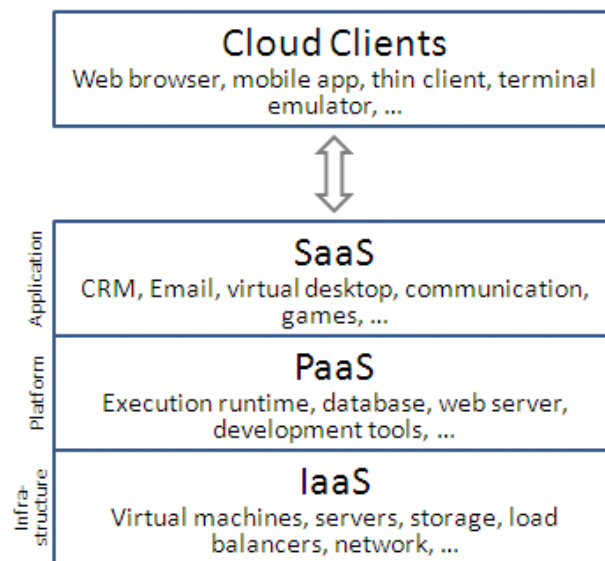 Cloud Clients
Web browser, mobile app, thin client, terminal
emulator, ...
Application
SaaS
CRM, Email, virtual desktop, communication,
games, ...
Platform
PaaS
Execution runtime, database, web server,
development tools, ...
Infra-
structure
IaaS
Virtual machines, servers, storage, load
balancers, network, ...